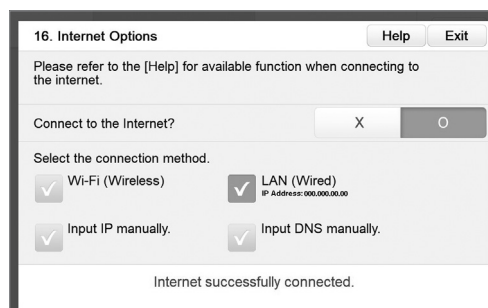 16. Internet Options
Help
Exit
Please refer to the [Help] for available function when connecting to
the internet.
Connect to the Internet?
X
O
Select the connection method.
Wi-Fi (Wireless)
LAN (Wired)
IP Address:000.000.00.00
Input IP manually.
Input DNS manually.
Internet successfully connected.